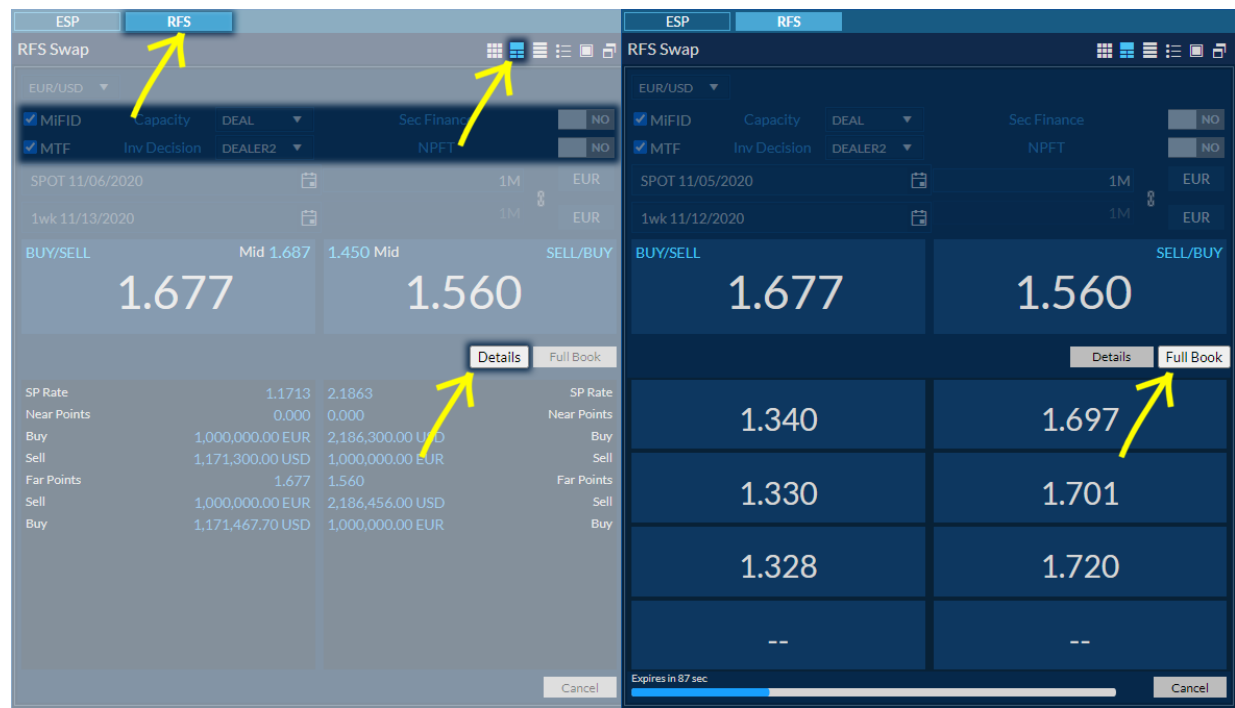 ESP RFS
RFS Swap
EUR/USD
MiFID Capacity DEAL Sec Finance NO
MTF Inv Decision DEALER2 NPFT NO
SPOT 11/06/2020 1M EUR
1wk 11/13/2020 1M EUR
BUY/SELL Mid 1.687 1.450 Mid SELL/BUY
1.677 1.560
Details Full Book
SP Rate 1.1713 2.1863 SP Rate
Near Points 0.000 0.000 Near Points
Buy 1,000,000.00 EUR 2,186,300.00 USD Buy
Sell 1,171,300.00 USD 1,000,000.00 EUR Sell
Far Points 1.677 1.560 Far Points
Sell 1,000,000.00 EUR 2,186,456.00 USD Sell
Buy 1,171,467.70 USD 1,000,000.00 EUR Buy
Cancel
ESP RFS
RFS Swap
EUR/USD
MiFID Capacity DEAL Sec Finance NO
MTF Inv Decision DEALER2 NPFT NO
SPOT 11/05/2020 1M EUR
1wk 11/12/2020 1M EUR
BUY/SELL SELL/BUY
1.677 1.560
Details Full Book
1.340 1.697
1.330 1.701
1.328 1.720
-- --
Expires in 87 sec
Cancel